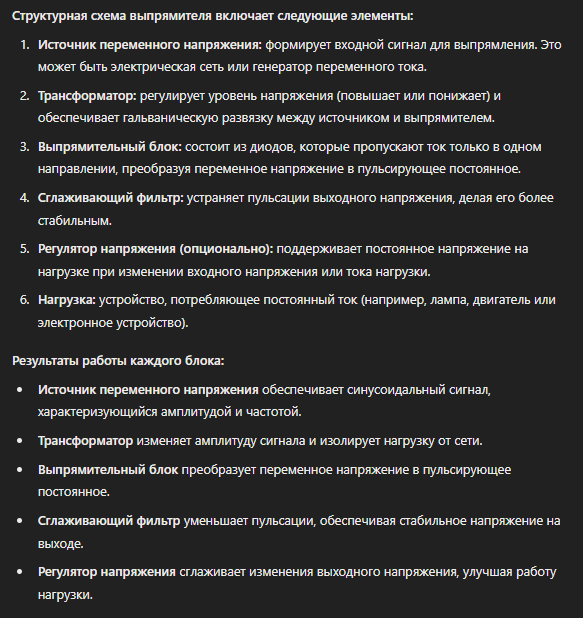 Структурная схема выпрямителя включает следующие элементы:
1. Источник переменного напряжения: формирует входной сигнал для выпрямления. Это
может быть электрическая сеть или генератор переменного тока.
2. Трансформатор: регулирует уровень напряжения (повышает или понижает) и
обеспечивает гальваническую развязку между источником и выпрямителем.
3. Выпрямительный блок: состоит из диодов, которые пропускают ток только в одном
направлении, преобразуя переменное напряжение в пульсирующее постоянное.
4. Сглаживающий фильтр: устраняет пульсации выходного напряжения, делая его более
стабильным.
5. Регулятор напряжения (опционально): поддерживает постоянное напряжение на
нагрузке при изменении входного напряжения или тока нагрузки.
6. Нагрузка: устройство, потребляющее постоянный ток (например, лампа, двигатель или
электронное устройство).
Результаты работы каждого блока:
• Источник переменного напряжения обеспечивает синусоидальный сигнал,
характеризующийся амплитудой и частотой.
• Трансформатор изменяет амплитуду сигнала и изолирует нагрузку от сети.
• Выпрямительный блок преобразует переменное напряжение в пульсирующее
постоянное.
• Сглаживающий фильтр уменьшает пульсации, обеспечивая стабильное напряжение на
выходе.
• Регулятор напряжения сглаживает изменения выходного напряжения, улучшая работу
нагрузки.